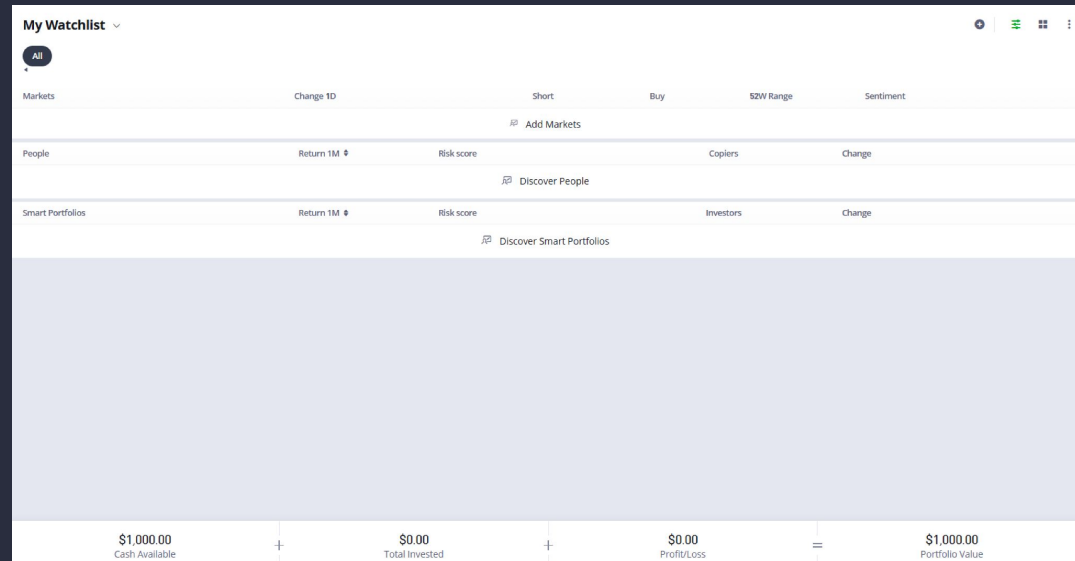 My Watchlist
All
Markets Change 1D Short Buy 52W Range Sentiment
Add Markets
People Return 1M Risk score Copiers Change
Discover People
Smart Portfolios Return 1M Risk score Investors Change
Discover Smart Portfolios
$1,000.00 + $0.00 + $0.00 = $1,000.00
Cash Available Total Invested Profit/Loss Portfolio Value